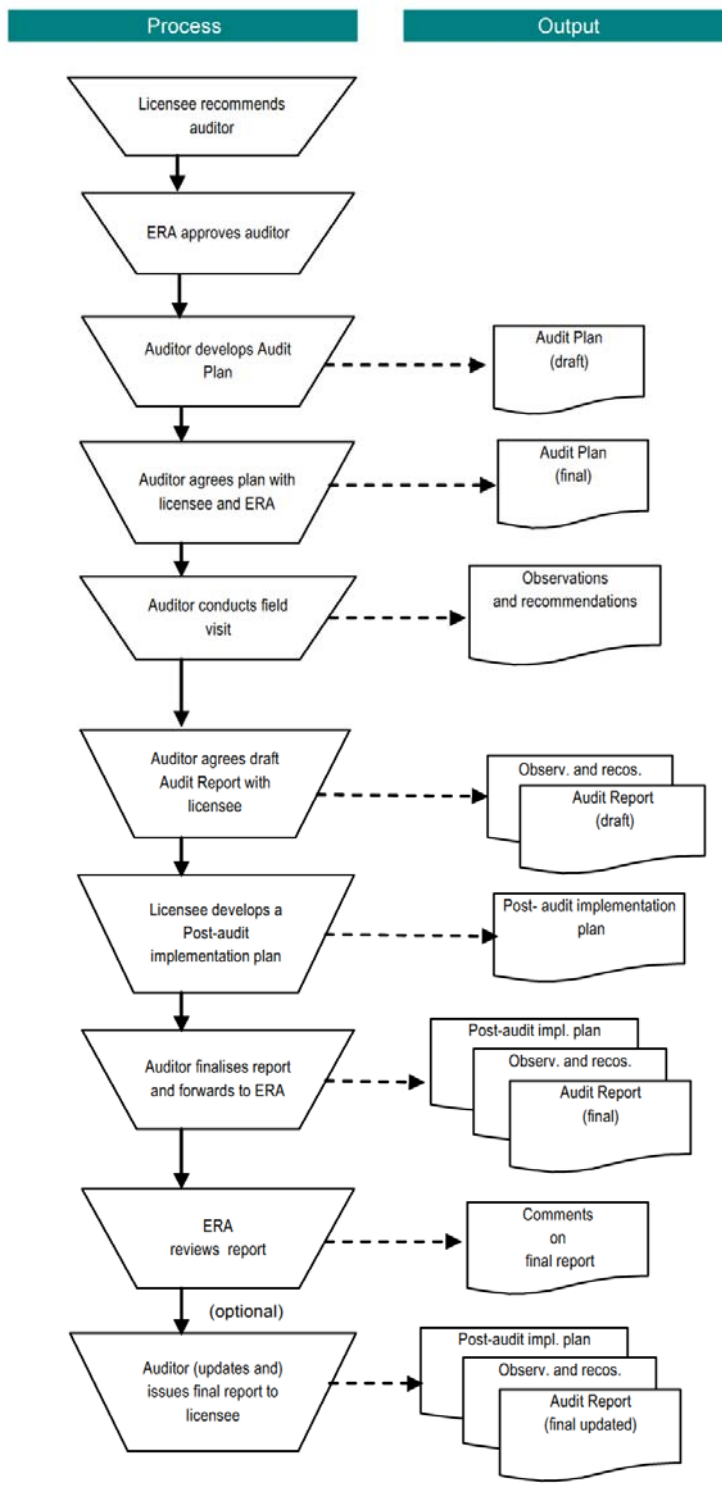 Process
Output
Licensee recommends
auditor
ERA approves auditor
Auditor develops Audit
Plan
Audit Plan
(draft)
Auditor agrees plan with
licensee and ERA
Audit Plan
(final)
Auditor conducts field
visit
Observations
and recommendations
Auditor agrees draft
Audit Report with
licensee
Observ. and recos.
Audit Report
(draft)
Licensee develops a
Post-audit
implementation plan
Post- audit implementation
plan
Auditor finalises report
and forwards to ERA
Post-audit impl. plan
Observ. and recos.
Audit Report
(final)
ERA
reviews report
Comments
on
final report
(optional)
Auditor (updates and)
issues final report to
licensee
Post-audit impl. plan
Observ. and recos.
Audit Report
(final updated)